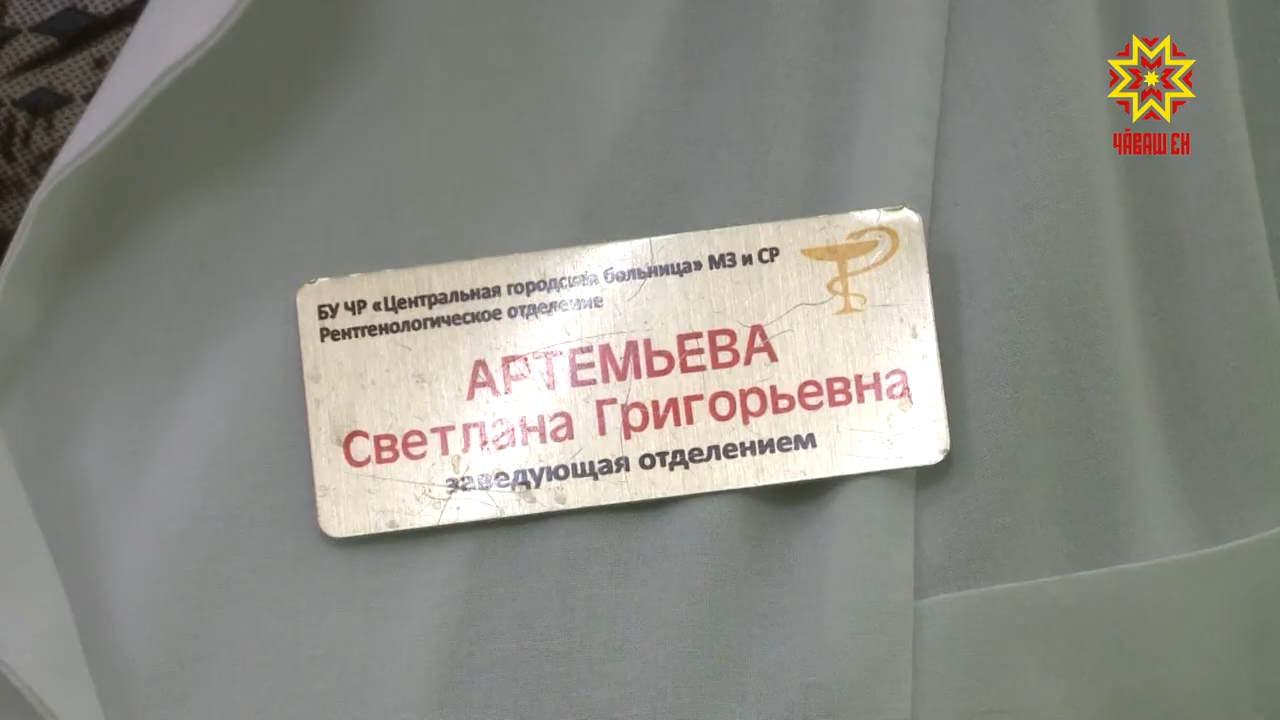 ЧӐВАШ ЕН
БУ ЧР «Центральная городская больница» МЗ и СР
Рентгенологическое отделение
АРТЕМЬЕВА
Светлана Григорьевна
заведующая отделением